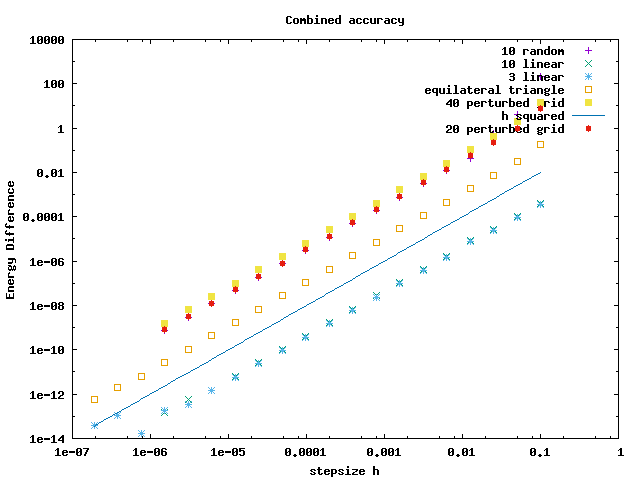 Combined accuracy
10000
100
1
0.01
0.0001
1e-06
1e-08
1e-10
1e-12
1e-14
Energy Difference
10 random
10 linear
3 linear
equilateral triangle
40 perturbed grid
h squared
20 perturbed grid
1e-07 1e-06 1e-05 0.0001 0.001 0.01 0.1 1
stepsize h